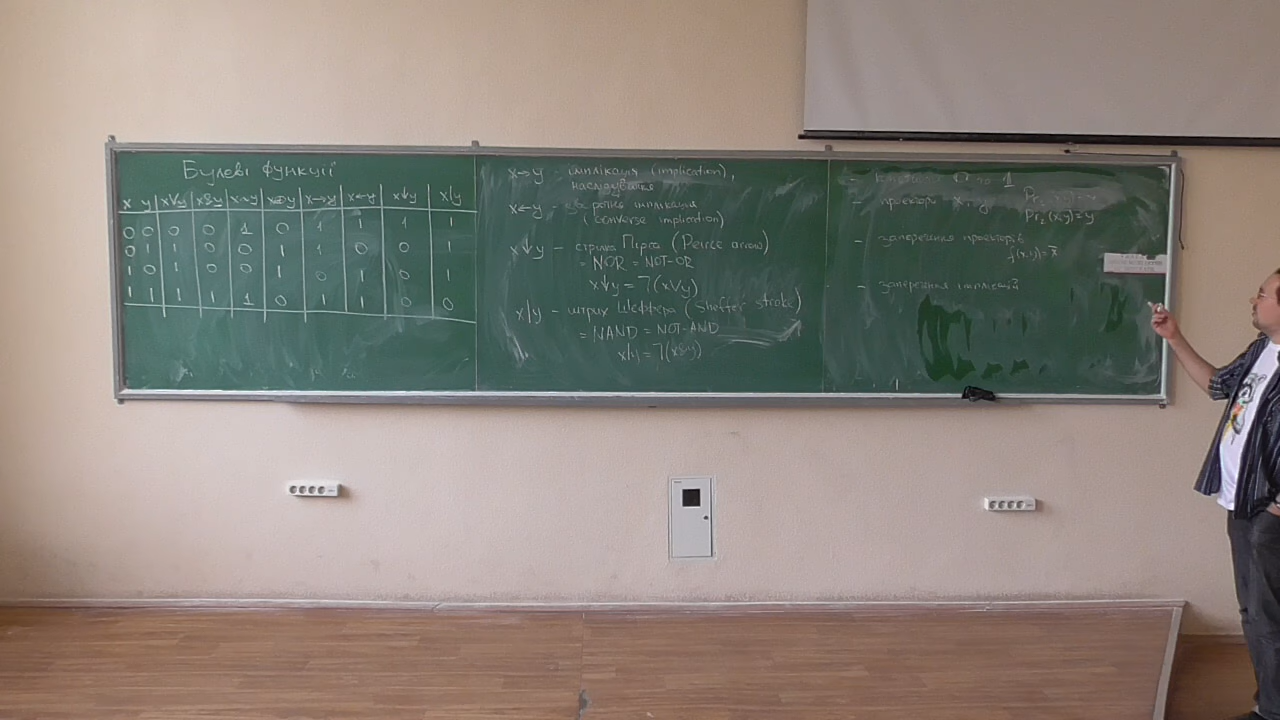 Булеві функції
x y x∨y x&y x↔y x⊕y x→y x←y x↓y x|y
0 0 0 0 1 0 1 1 1 1
0 1 1 0 0 1 1 0 0 1
1 0 1 0 0 1 0 1 0 1
1 1 1 1 1 0 1 1 0 0
x→y - імплікація (implication),
наслідування
x←y - зворотна імплікація
(converse implication)
x↓y - стрілка Пірса (Peirce arrow)
= NOR = NOT-OR
x↓y = ¬(x∨y)
x|y - штрих Шеффера (Sheffer stroke)
= NAND = NOT-AND
x|y = ¬(x&y)
- 1
- проектори x, y Pr₁(x,y)=x
Pr₂(x,y)=y
- заперечення проекторів
f(x,y)=x̅
- заперечення імплікацій